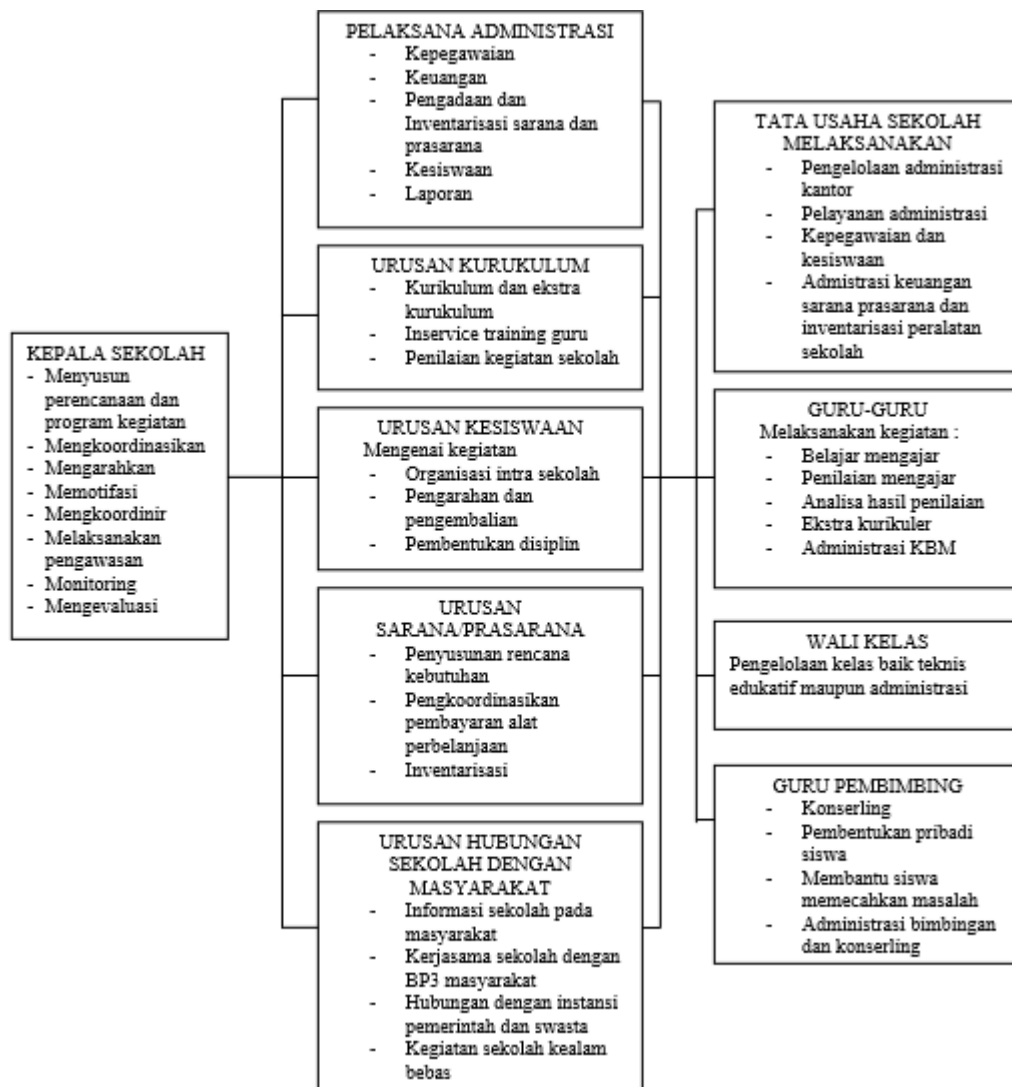 PELAKSANA ADMINISTRASI
- Kepegawaian
- Keuangan
- Pengadaan dan
Inventarisasi sarana dan
prasarana
- Kesiswaan
- Laporan
URUSAN KURUKULUM
- Kurikulum dan ekstra
kurukulum
- Inservice training guru
- Penilaian kegiatan sekolah
KEPALA SEKOLAH
- Menyusun
perencanaan dan
program kegiatan
- Mengkoordinasikan
- Mengarahkan
- Memotifasi
- Mengkoordinir
- Melaksanakan
pengawasan
- Monitoring
- Mengevaluasi
URUSAN KESISWAAN
Mengenai kegiatan
- Organisasi intra sekolah
- Pengarahan dan
pengembalian
- Pembentukan disiplin
URUSAN
SARANA/PRASARANA
- Penyusunan rencana
kebutuhan
- Pengkoordinasikan
pembayaran alat
perbelanjaan
- Inventarisasi
URUSAN HUBUNGAN
SEKOLAH DENGAN
MASYARAKAT
- Informasi sekolah pada
masyarakat
- Kerjasama sekolah dengan
BP3 masyarakat
- Hubungan dengan instansi
pemerintah dan swasta
- Kegiatan sekolah kealam
bebas
TATA USAHA SEKOLAH
MELAKSANAKAN
- Pengelolaan administrasi
kantor
- Pelayanan administrasi
- Kepegawaian dan
kesiswaan
- Admistrasi keuangan
sarana prasarana dan
inventarisasi peralatan
sekolah
GURU-GURU
Melaksanakan kegiatan :
- Belajar mengajar
- Penilaian mengajar
- Analisa hasil penilaian
- Ekstra kurikuler
- Administrasi KBM
WALI KELAS
Pengelolaan kelas baik teknis
edukatif maupun administrasi
GURU PEMBIMBING
- Konserling
- Pembentukan pribadi
siswa
- Membantu siswa
memecahkan masalah
- Administrasi bimbingan
dan konserling